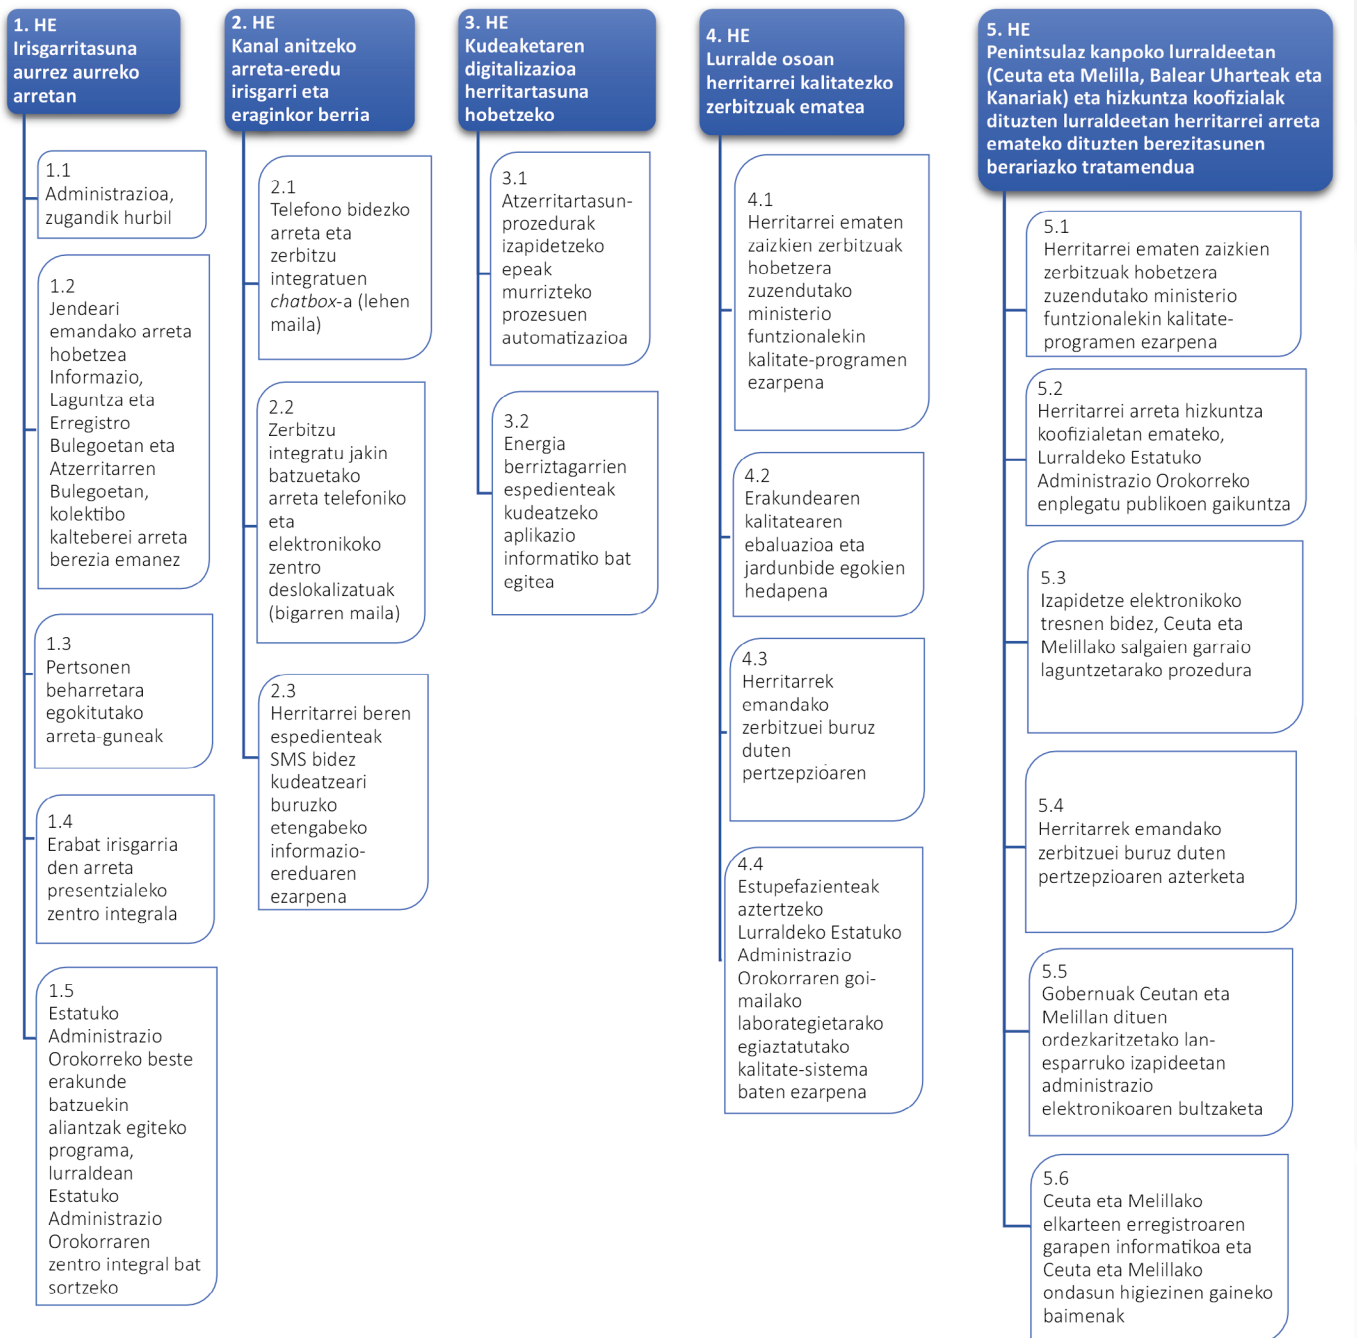 1. HE
Irisgarritasuna
aurrez aurreko
arretan
1.1
Administrazioa,
zugandik hurbil
1.2
Jendeari
emandako arreta
hobetzea
Informazio,
Laguntza eta
Erregistro
Bulegoetan eta
Atzerritarren
Bulegoetan,
kolektibo
kalteberei arreta
berezia emanez
1.3
Pertsonen
beharretara
egokitutako
arreta-guneak
1.4
Erabat irisgarria
den arreta
presentzialeko
zentro integrala
1.5
Estatuko
Administrazio
Orokorreko beste
erakunde
batzuekin
aliantzak egiteko
programa,
lurraldean
Estatuko
Administrazio
Orokorraren
zentro integral bat
sortzeko
2. HE
Kanal anitzeko
arreta-eredu
irisgarri eta
eraginkor berria
2.1
Telefono bidezko
arreta eta
zerbitzu
integratuen
chatbox-a (lehen
maila)
2.2
Zerbitzu
integratu jakin
batzuetako
arreta telefoniko
eta
elektronikoko
zentro
deslokalizatuak
(bigarren maila)
2.3
Herritarrei beren
espedienteak
SMS bidez
kudeatzeari
buruzko
etengabeko
informazio-
ereduaren
ezarpena
3. HE
Kudeaketaren
digitalizazioa
herritartasuna
hobetzeko
3.1
Atzerritartasun-
prozedurak
izapidetzeko
epeak
murrizteko
prozesuen
automatizazioa
3.2
Energia
berriztagarrien
espedienteak
kudeatzeko
aplikazio
informatiko bat
egitea
4. HE
Lurralde osoan
herritarrei kalitatezko
zerbitzuak ematea
4.1
Herritarrei ematen
zaizkien zerbitzuak
hobetzera
zuzendutako
ministerio
funtzionalekin
kalitate-programen
ezarpena
4.2
Erakundearen
kalitatearen
ebaluazioa eta
jardunbide egokien
hedapena
4.3
Herritarrek
emandako
zerbitzuei buruz
duten
pertzepzioaren
4.4
Estupefazienteak
aztertzeko
Lurraldeko Estatuko
Administrazio
Orokorraren goi-
mailako
laborategietarako
egiaztatutako
kalitate-sistema
baten ezarpena
5. HE
Penintsulaz kanpoko lurraldeetan
(Ceuta eta Melilla, Balear Uharteak eta
Kanariak) eta hizkuntza koofizialak
dituzten lurraldeetan herritarrei arreta
emateko dituzten berezitasunen
berariazko tratamendua
5.1
Herritarrei ematen zaizkien
zerbitzuak hobetzera
zuzendutako ministerio
funtzionalekin kalitate-
programen ezarpena
5.2
Herritarrei arreta hizkuntza
koofizialetan emateko,
Lurraldeko Estatuko
Administrazio Orokorreko
enplegatu publikoen gaikuntza
5.3
Izapidetze elektronikoko
tresnen bidez, Ceuta eta
Melillako salgaien garraio
laguntzetarako prozedura
5.4
Herritarrek emandako
zerbitzuei buruz duten
pertzepzioaren azterketa
5.5
Gobernuak Ceutan eta
Melillan dituen
ordezkaritzetako lan-
esparruko izapideetan
administrazio
elektronikoaren bultzaketa
5.6
Ceuta eta Melillako
elkarteen erregistroaren
garapen informatikoa eta
Ceuta eta Melillako
ondasun higiezinen gaineko
baimenak